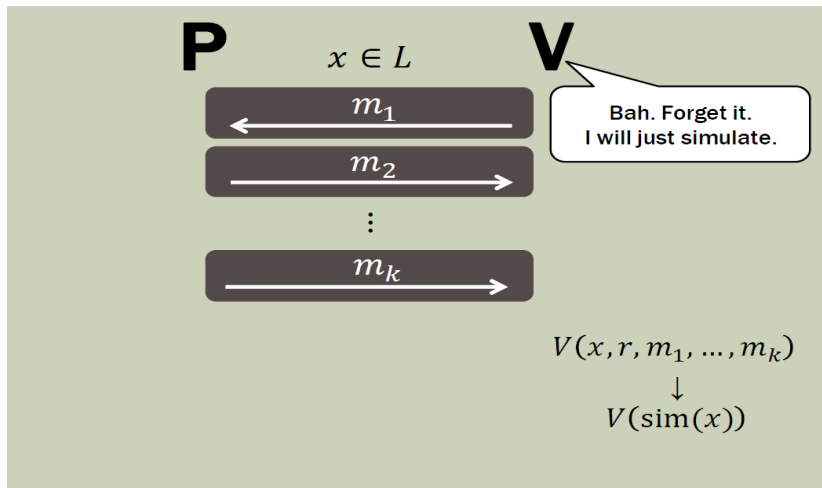 P x ∈ L V
Bah. Forget it.
I will just simulate.
m₁
m₂
⋮
mₖ
V(x, r, m₁, …, mₖ)
↓
V(sim(x))